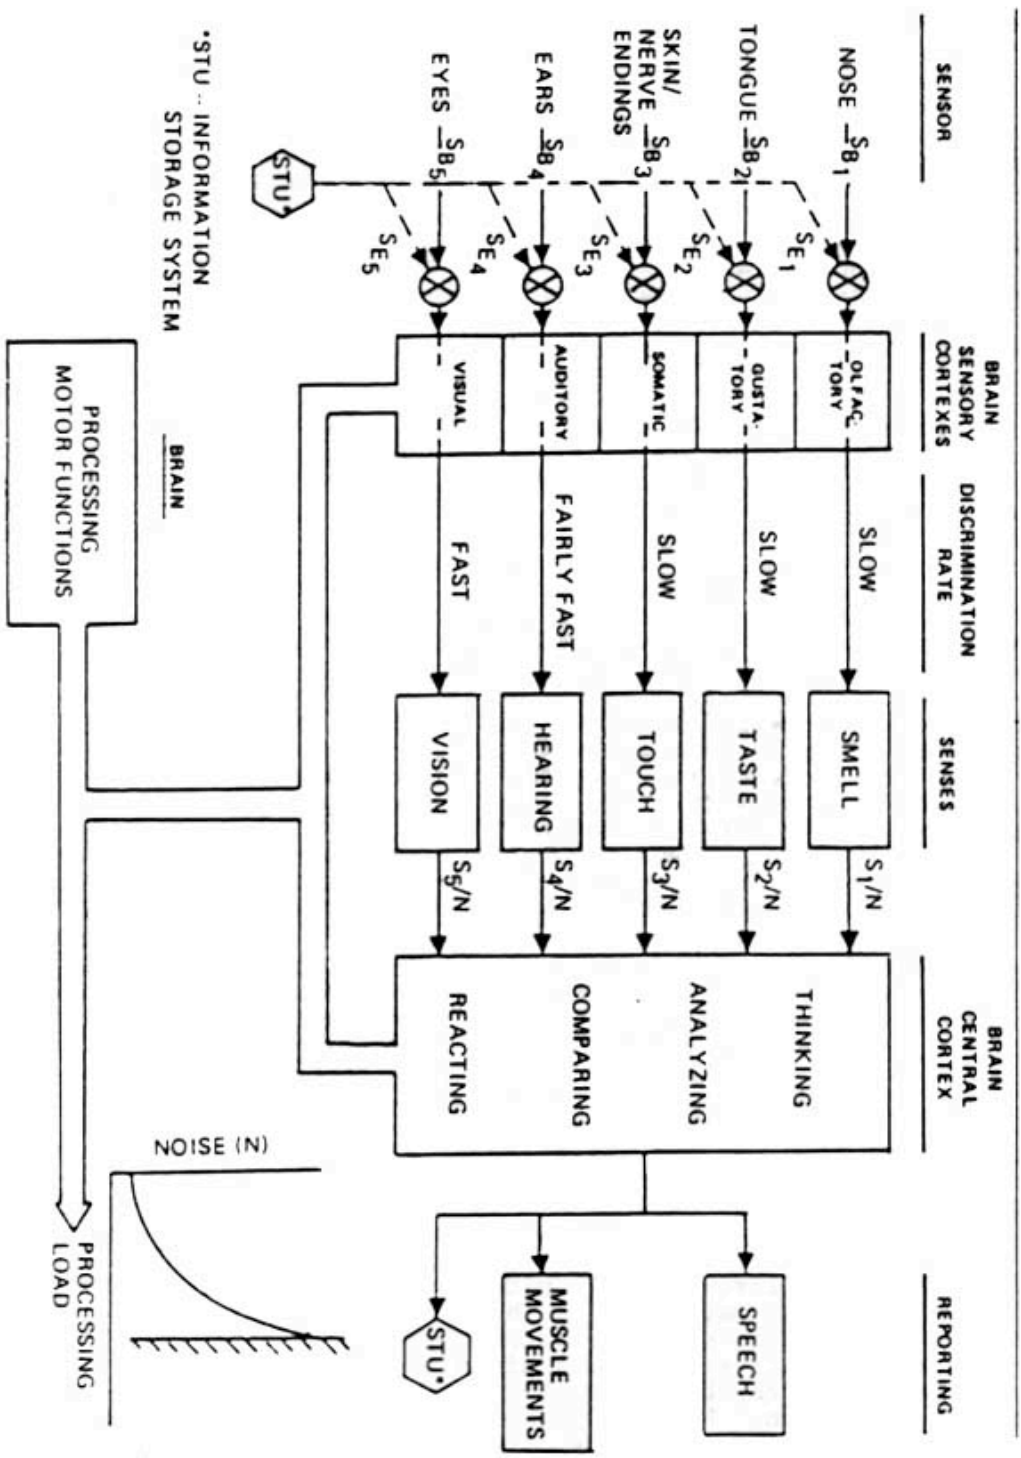 SENSOR
BRAIN
SENSORY
CORTEXES
DISCRIMINATION
RATE
SENSES
BRAIN
CENTRAL
CORTEX
REPORTING
NOSE
SB1
SE1
OLFAC-
TORY
SLOW
SMELL
S1/N
THINKING
TONGUE
SB2
SE2
GUSTA-
TORY
SLOW
TASTE
S2/N
ANALYZING
SPEECH
SKIN/
NERVE
ENDINGS
SB3
SE3
SOMATIC
SLOW
TOUCH
S3/N
COMPARING
EARS
SB4
SE4
AUDITORY
FAIRLY FAST
HEARING
S4/N
MUSCLE
MOVEMENTS
EYES
SB5
SE5
VISUAL
FAST
VISION
S5/N
REACTING
STU*
STU*
*STU -- INFORMATION
STORAGE SYSTEM
BRAIN
PROCESSING
MOTOR FUNCTIONS
NOISE (N)
PROCESSING
LOAD